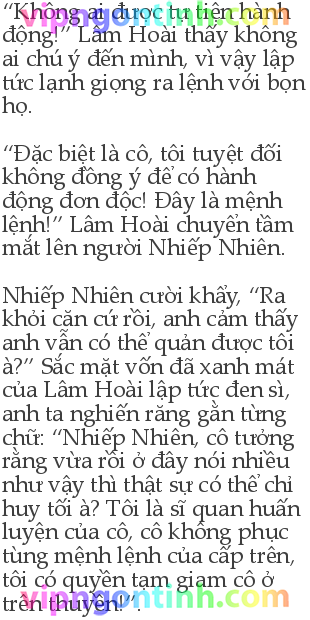 “Không ai được tự tiện hành
động!” Lâm Hoài thấy không
ai chú ý đến mình, vì vậy lập
tức lạnh giọng ra lệnh với bọn
họ.
“Đặc biệt là cô, tôi tuyệt đối
không đồng ý để cô có hành
động đơn độc! Đây là mệnh
lệnh!” Lâm Hoài chuyển tầm
mắt lên người Nhiếp Nhiên.
Nhiếp Nhiên cười khẩy, “Ra
khỏi căn cứ rồi, anh cảm thấy
anh vẫn có thể quản được tôi
à?” Sắc mặt vốn đã xanh mát
của Lâm Hoài lập tức đen sì,
anh ta nghiến răng gằn từng
chữ: “Nhiếp Nhiên, cô tưởng
rằng vừa rồi ở đây nói nhiều
như vậy thì thật sự có thể chỉ
huy tôi à? Tôi là sĩ quan huấn
luyện của cô, cô không phục
tùng mệnh lệnh của cấp trên,
tôi có quyền tạm giam cô ở
trên thuyền!”.
vipngontinh.com
vipngontinh.com